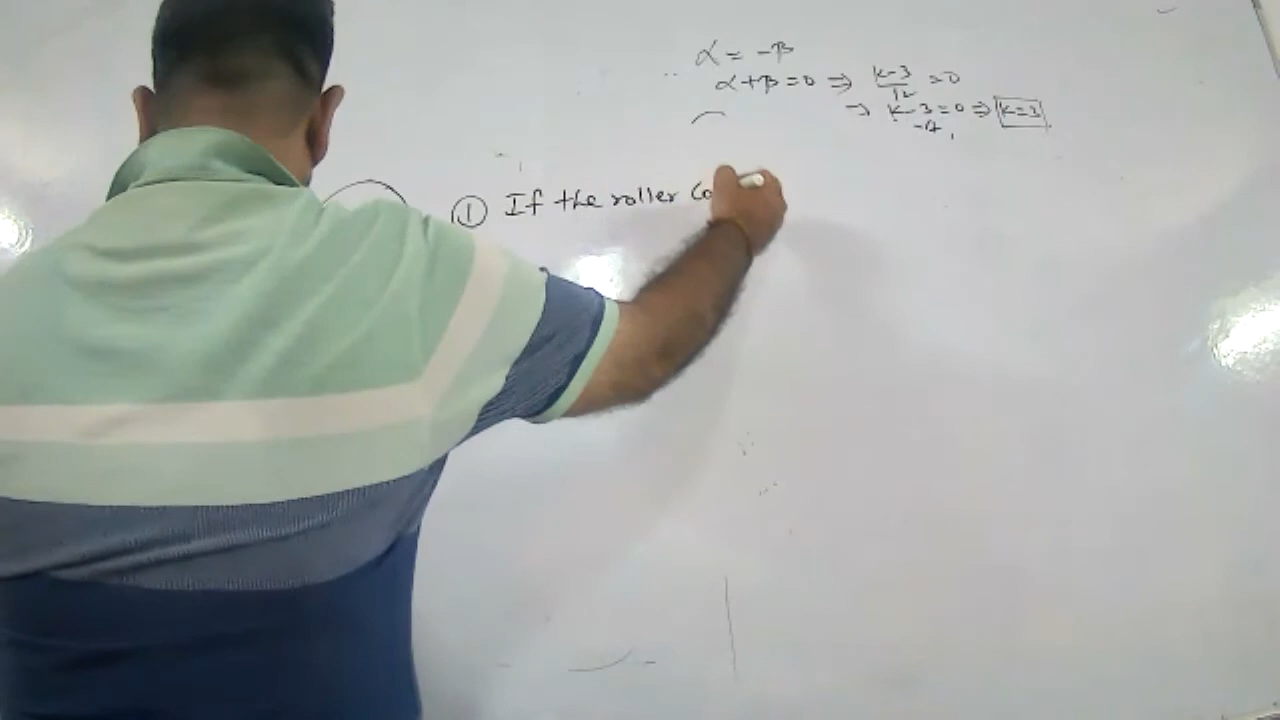 α = -β
α+β=0 ⇒ k-3/12 =0
→ k-3=0 ⇒ k=3
① If the roller Co